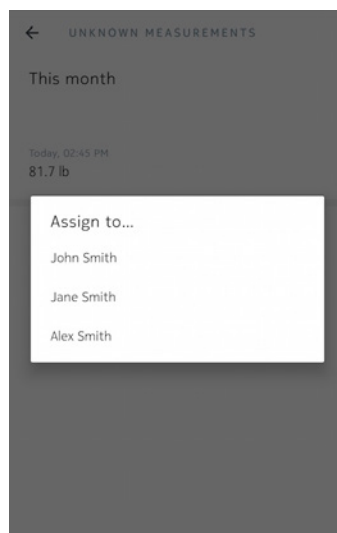 UNKNOWN MEASUREMENTS
This month
Today, 02:45 PM
81.7 lb
Assign to...
John Smith
Jane Smith
Alex Smith